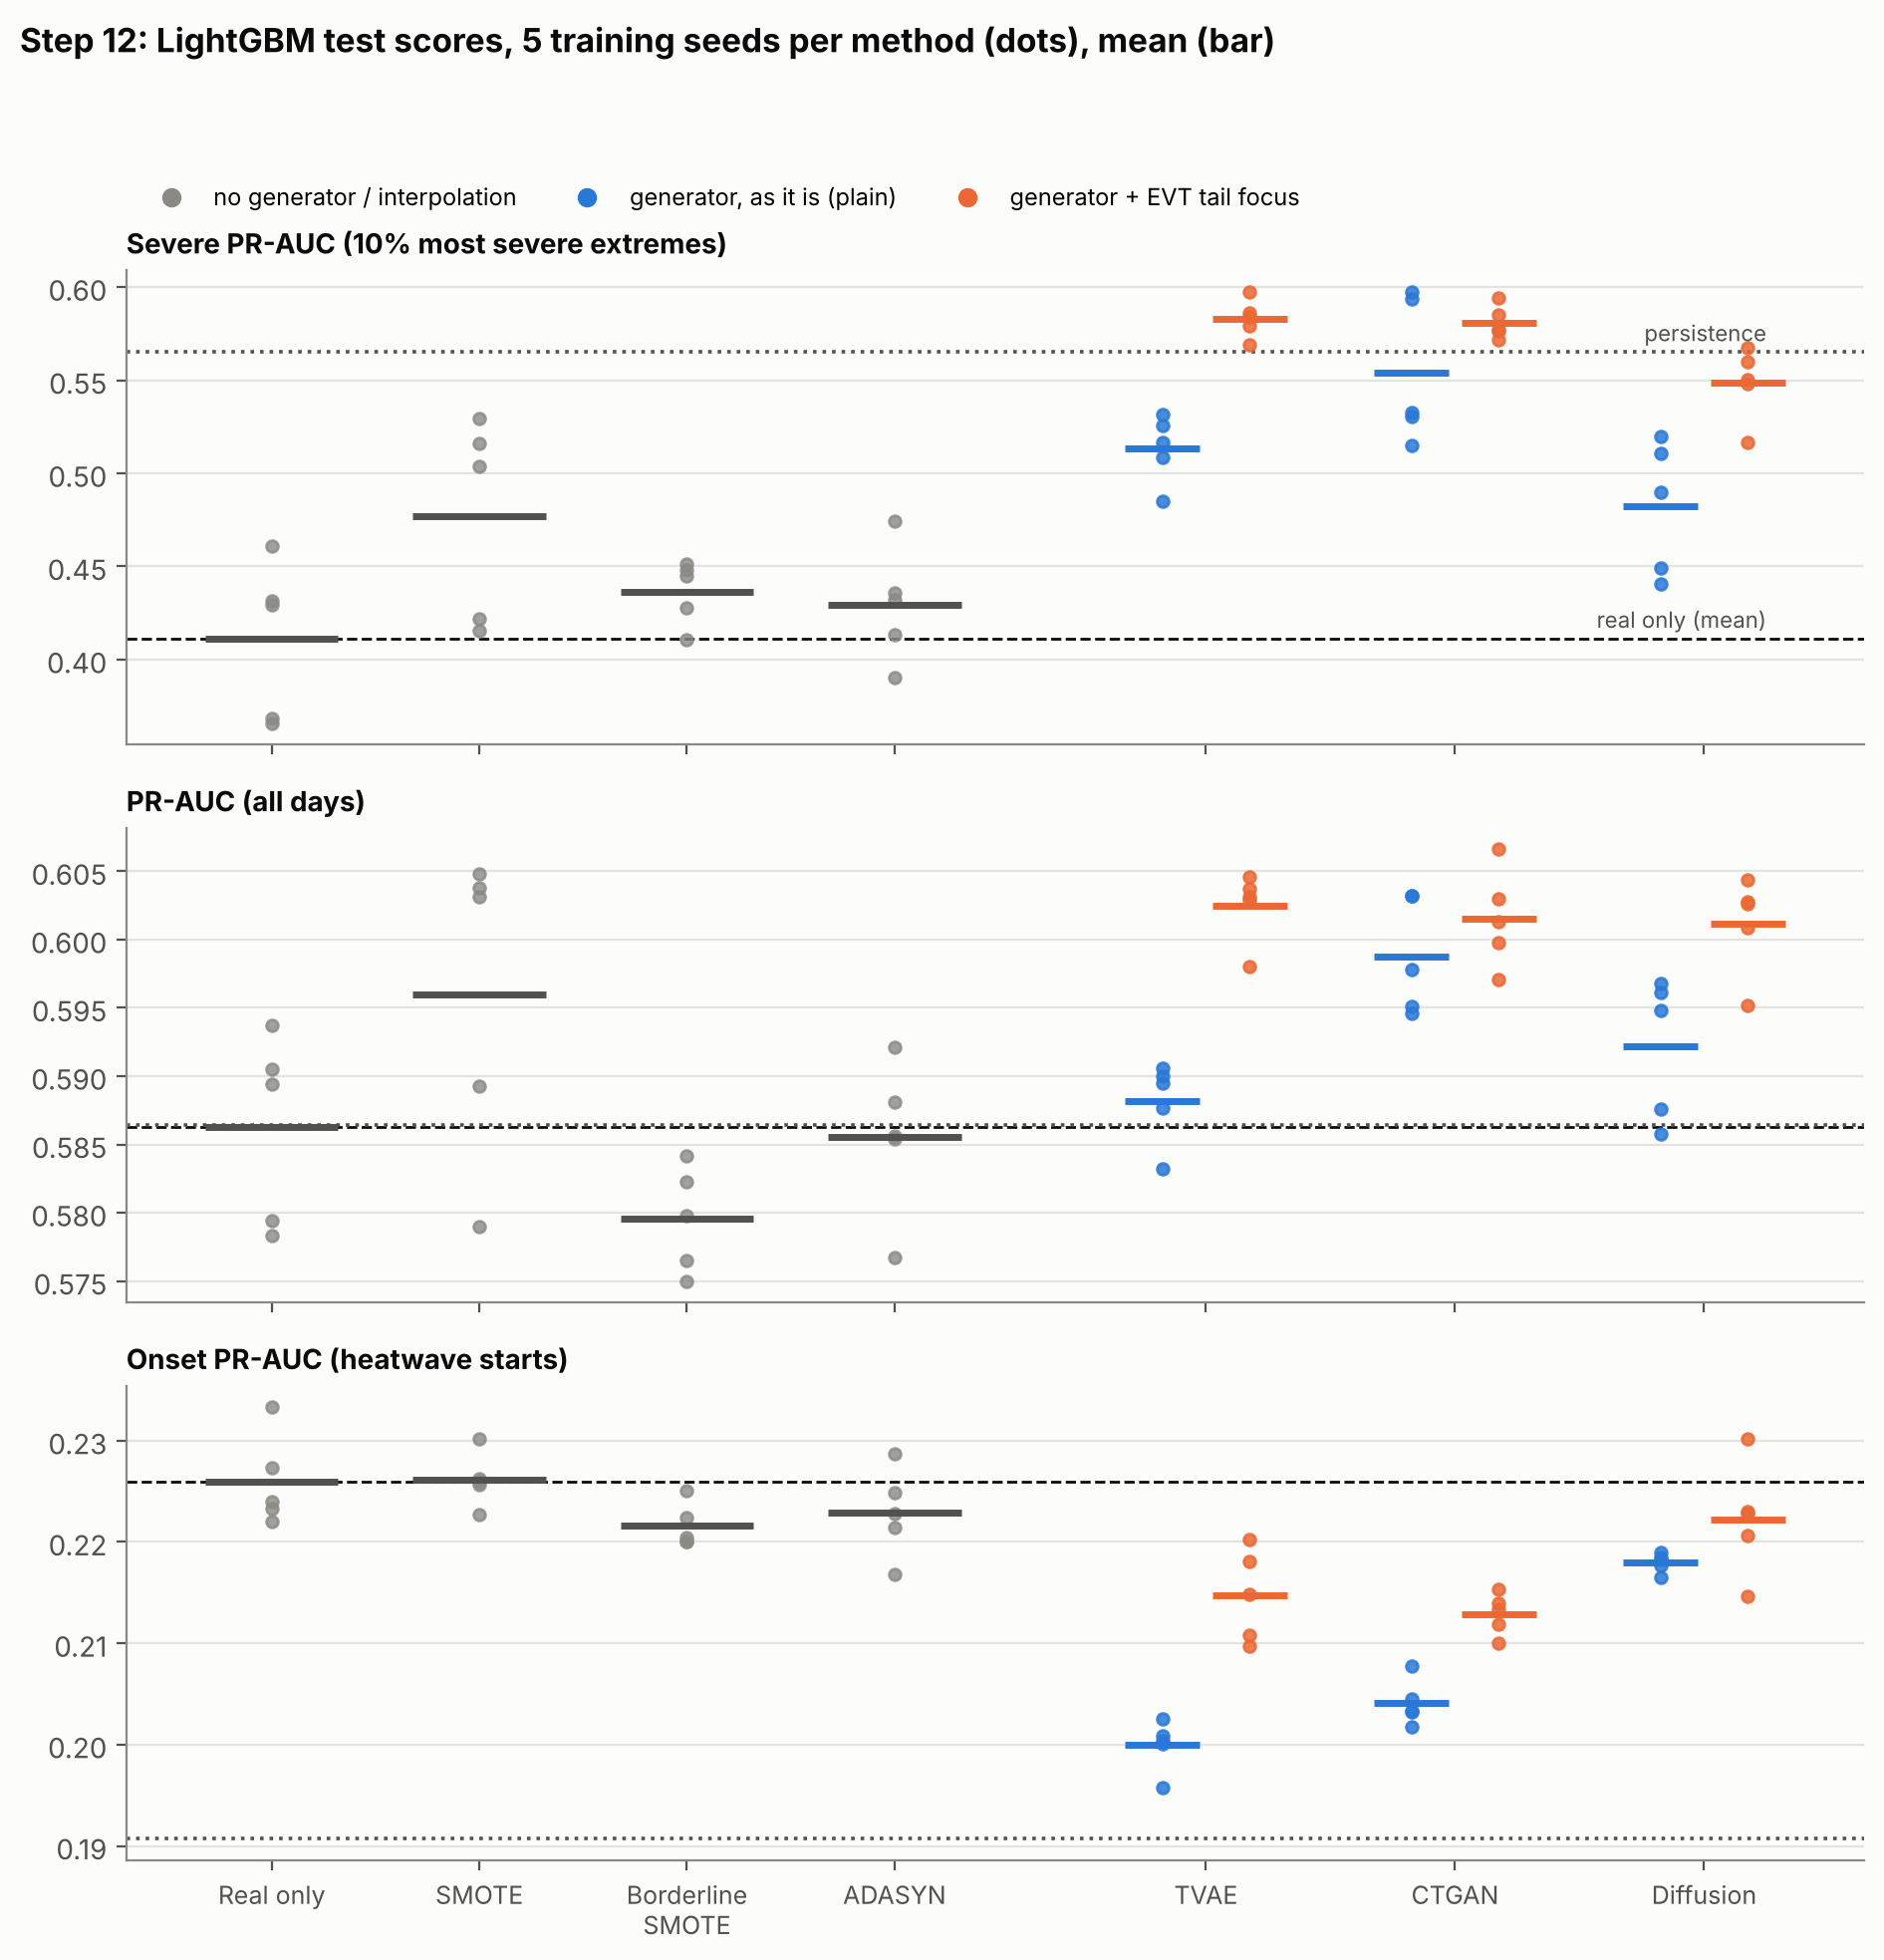 Step 12: LightGBM test scores, 5 training seeds per method (dots), mean (bar)
no generator / interpolation
generator, as it is (plain)
generator + EVT tail focus
Severe PR-AUC (10% most severe extremes)
0.60
persistence
0.55
0.50
0.45
real only (mean)
0.40
PR-AUC (all days)
0.605
0.600
0.595
0.590
0.585
0.580
0.575
Onset PR-AUC (heatwave starts)
0.23
0.22
0.21
0.20
0.19
Real only
SMOTE
Borderline
SMOTE
ADASYN
TVAE
CTGAN
Diffusion